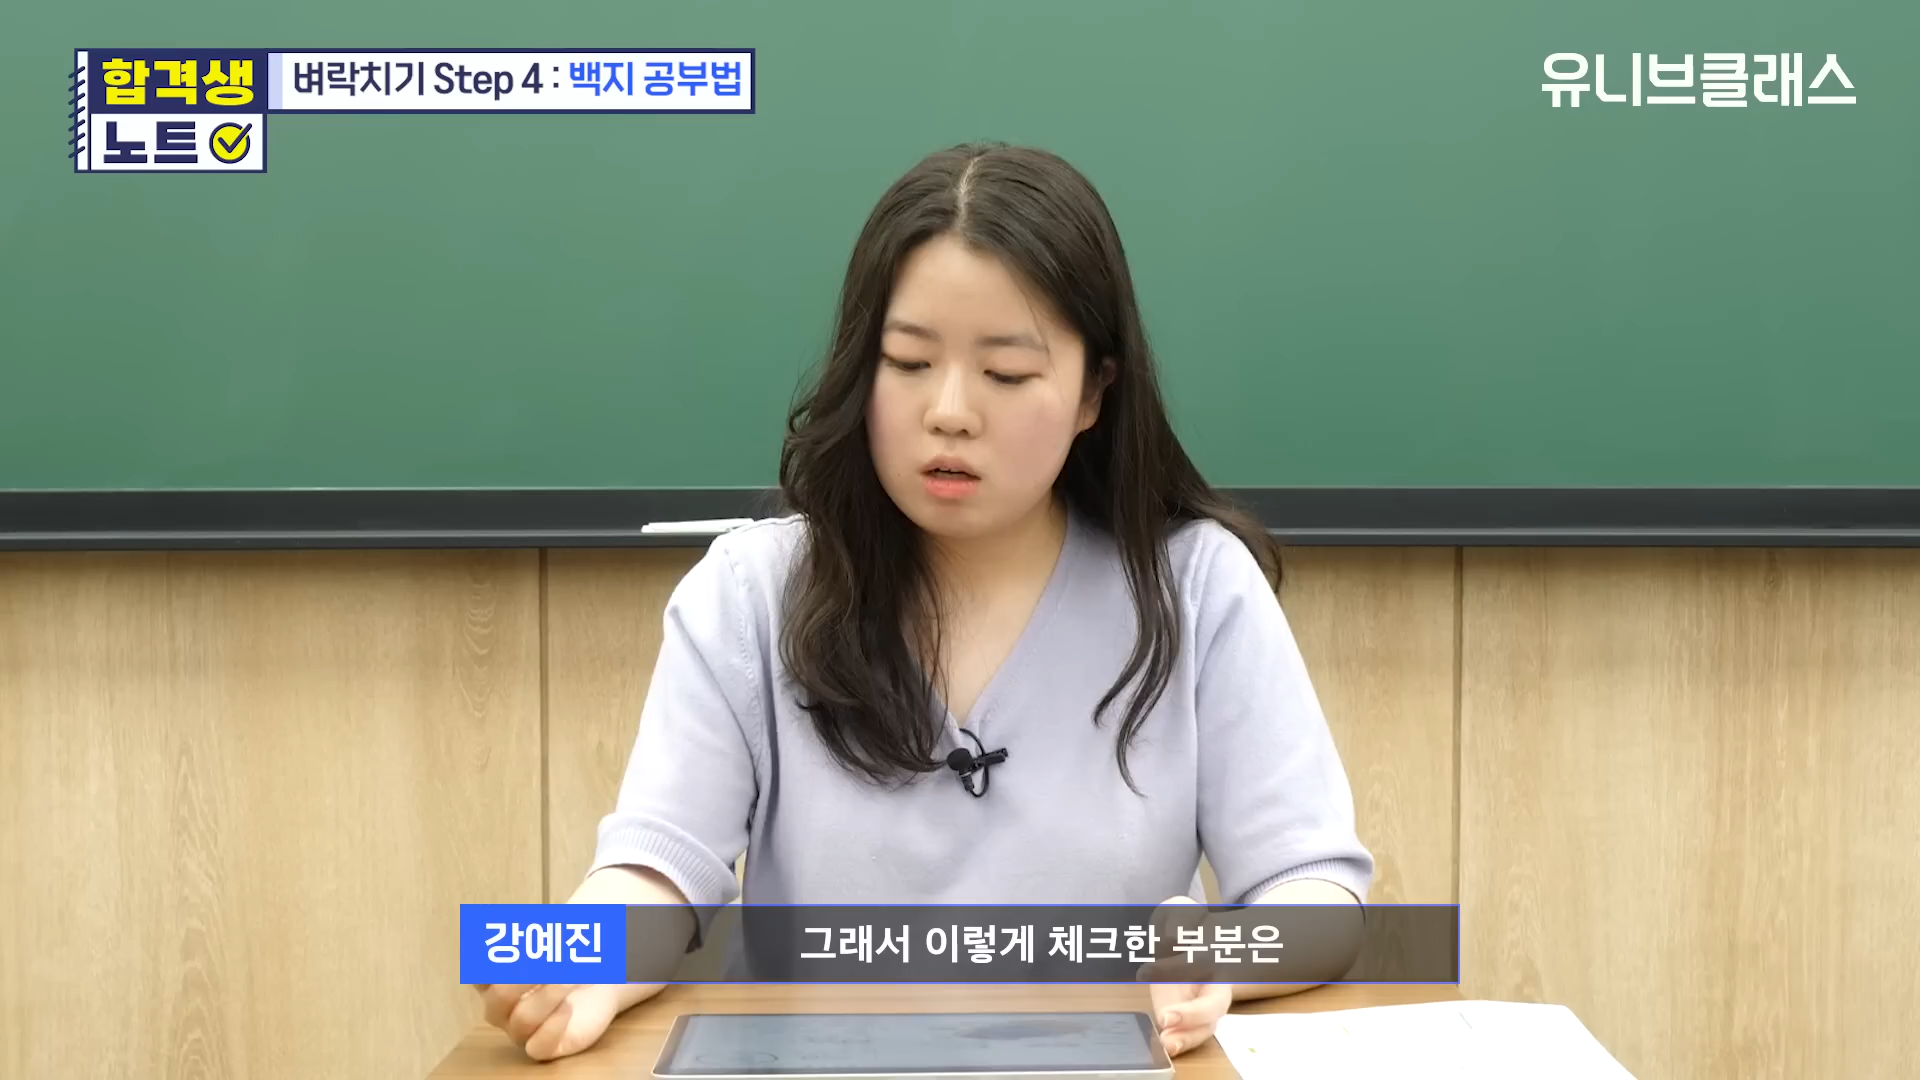 합격생
노트
벼락치기 Step 4 : 백지 공부법
유니브클래스
강예진
그래서 이렇게 체크한 부분은